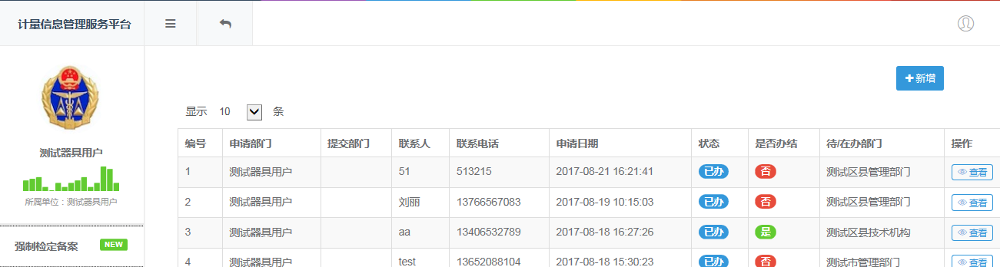 计量信息管理服务平台
新增
显示 10 条
编号 申请部门 提交部门 联系人 联系电话 申请日期 状态 是否办结 待/在办部门 操作
1 测试器具用户 51 513215 2017-08-21 16:21:41 已办 否 测试区县管理部门 查看
2 测试器具用户 刘丽 13766567083 2017-08-19 10:15:03 已办 否 测试区县管理部门 查看
3 测试器具用户 aa 13406532789 2017-08-18 16:27:26 已办 是 测试区县技术机构 查看
4 测试器具用户 test 13652088104 2017-08-18 15:30:23 已办 否 测试市管理部门 查看
测试器具用户
所属单位：测试器具用户
强制检定备案 NEW